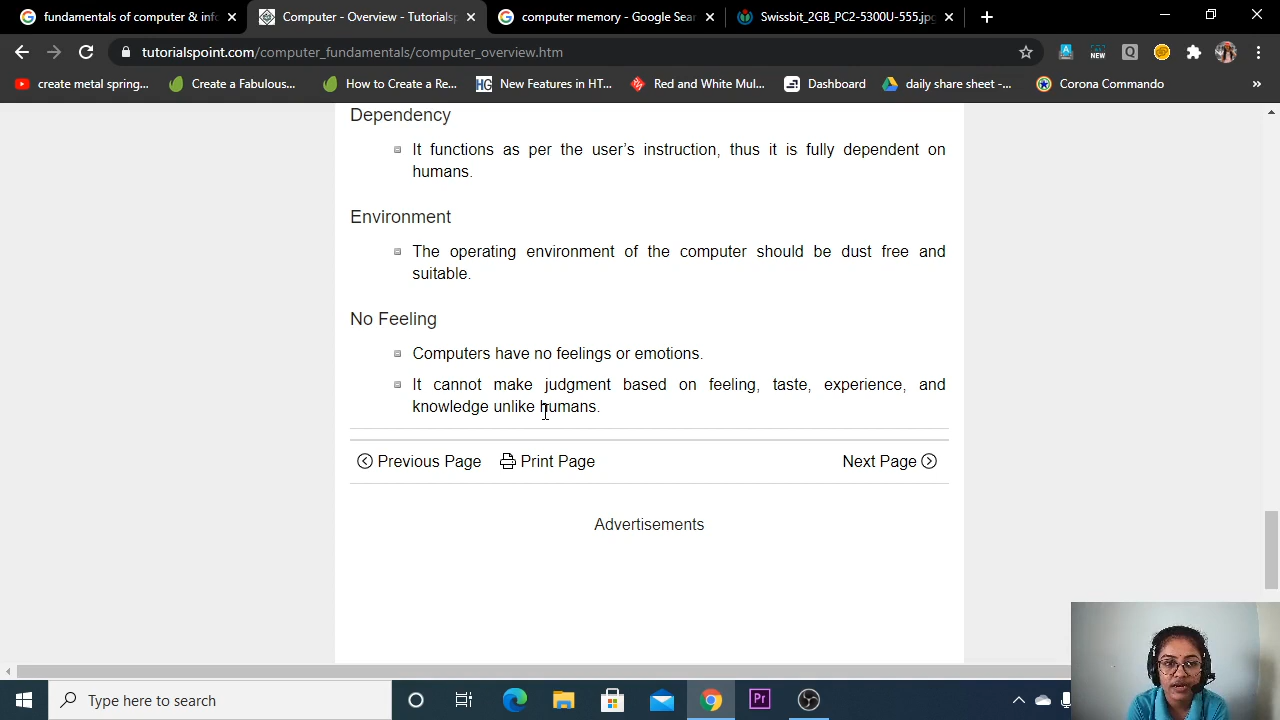 fundamentals of computer & inf
Computer - Overview - Tutorialsp
computer memory - Google Sear
Swissbit_2GB_PC2-5300U-555.jpg
tutorialspoint.com/computer_fundamentals/computer_overview.htm
create metal spring...
Create a Fabulous...
How to Create a Re...
New Features in HT...
Red and White Mul...
Dashboard
daily share sheet -...
Corona Commando
Dependency
It functions as per the user's instruction, thus it is fully dependent on
humans.
Environment
The operating environment of the computer should be dust free and
suitable.
No Feeling
Computers have no feelings or emotions.
It cannot make judgment based on feeling, taste, experience, and
knowledge unlike humans.
Previous Page
Print Page
Next Page
Advertisements
Type here to search
Pr